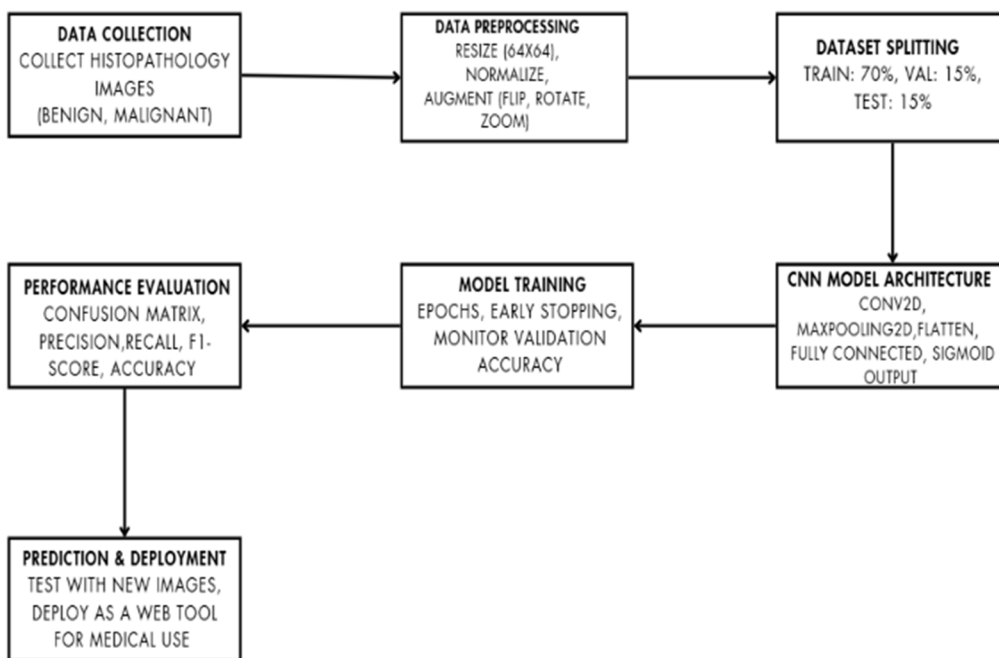 DATA COLLECTION
COLLECT HISTOPATHOLOGY
IMAGES
(BENIGN, MALIGNANT)
DATA PREPROCESSING
RESIZE (64X64),
NORMALIZE,
AUGMENT (FLIP, ROTATE,
ZOOM)
DATASET SPLITTING
TRAIN: 70%, VAL: 15%,
TEST: 15%
CNN MODEL ARCHITECTURE
CONV2D,
MAXPOOLING2D,FLATTEN,
FULLY CONNECTED, SIGMOID
OUTPUT
MODEL TRAINING
EPOCHS, EARLY STOPPING,
MONITOR VALIDATION
ACCURACY
PERFORMANCE EVALUATION
CONFUSION MATRIX,
PRECISION,RECALL, F1-
SCORE, ACCURACY
PREDICTION & DEPLOYMENT
TEST WITH NEW IMAGES,
DEPLOY AS A WEB TOOL
FOR MEDICAL USE